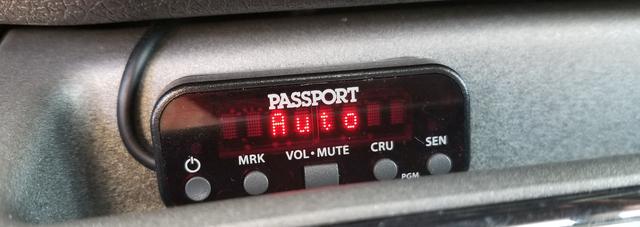 PASSPORT
Auto
MRK VOL•MUTE CRU SEN
PGM